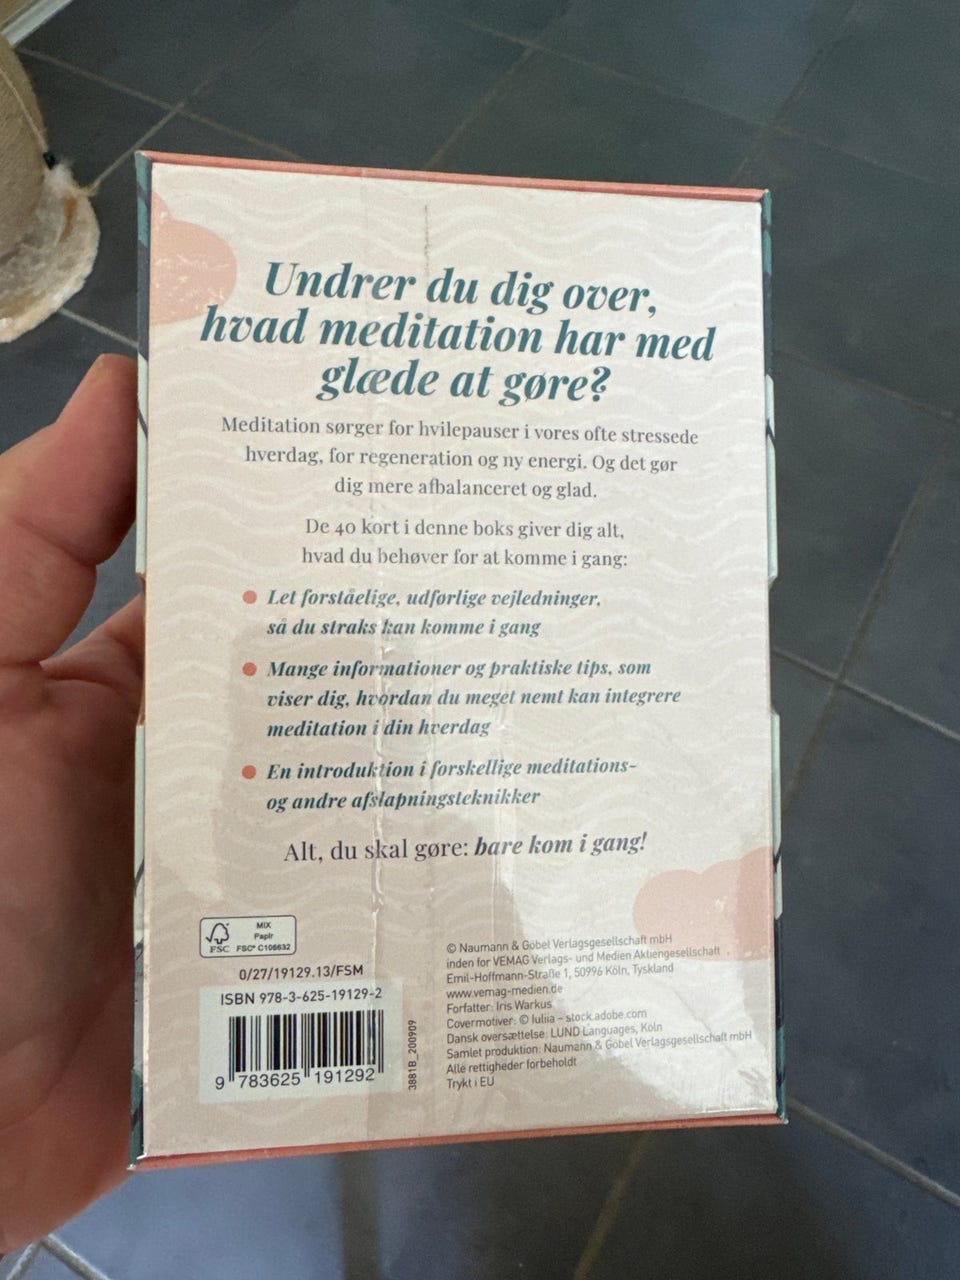 Undrer du dig over,
hvad meditation har med
glæde at gøre?
Meditation sørger for hvilepauser i vores ofte stressede
hverdag, for regeneration og ny energi. Og det gør
dig mere afbalanceret og glad.
De 40 kort i denne boks giver dig alt,
hvad du behøver for at komme i gang:
Let forståelige, udførlige vejledninger,
så du straks kan komme i gang
Mange informationer og praktiske tips, som
viser dig, hvordan du meget nemt kan integrere
meditation i din hverdag
En introduktion i forskellige meditations-
og andre afslapningsteknikker
Alt, du skal gøre: bare kom i gang!
MIX
Papir
FSC FSC® C106632
0/27/19129.13/FSM
ISBN 978-3-625-19129-2
9 783625 191292
3881B_200909
© Naumann & Göbel Verlagsgesellschaft mbH
inden for VEMAG Verlags- und Medien Aktiengesellschaft
Emil-Hoffmann-Straße 1, 50996 Köln, Tyskland
www.vemag-medien.de
Forfatter: Iris Warkus
Covermotiver: © Iuliia – stock.adobe.com
Dansk oversættelse: LUND Languages, Köln
Samlet produktion: Naumann & Göbel Verlagsgesellschaft mbH
Alle rettigheder forbeholdt
Trykt i EU